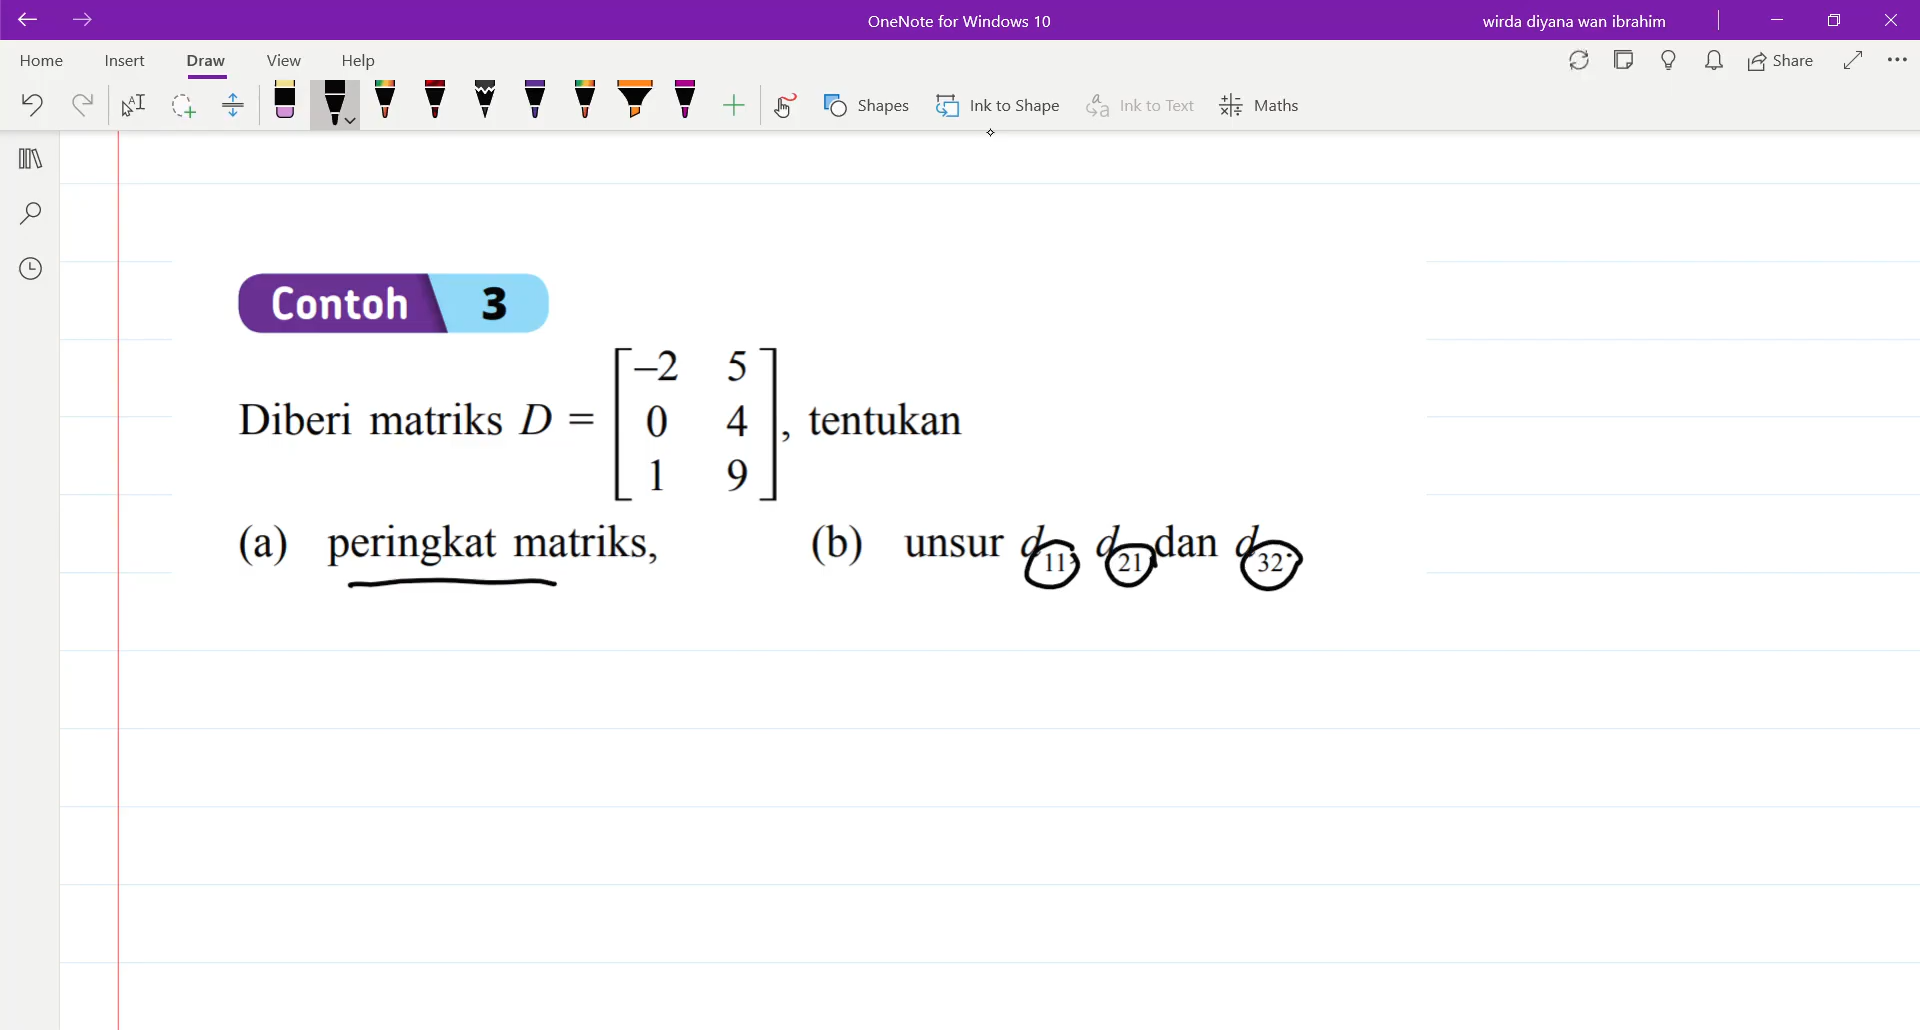 OneNote for Windows 10
wirda diyana wan ibrahim
Home Insert Draw View Help
Share
Shapes Ink to Shape Ink to Text Maths
Contoh 3
Diberi matriks D = [ –2 5
0 4
1 9 ], tentukan
(a) peringkat matriks, (b) unsur d11, d21 dan d32.